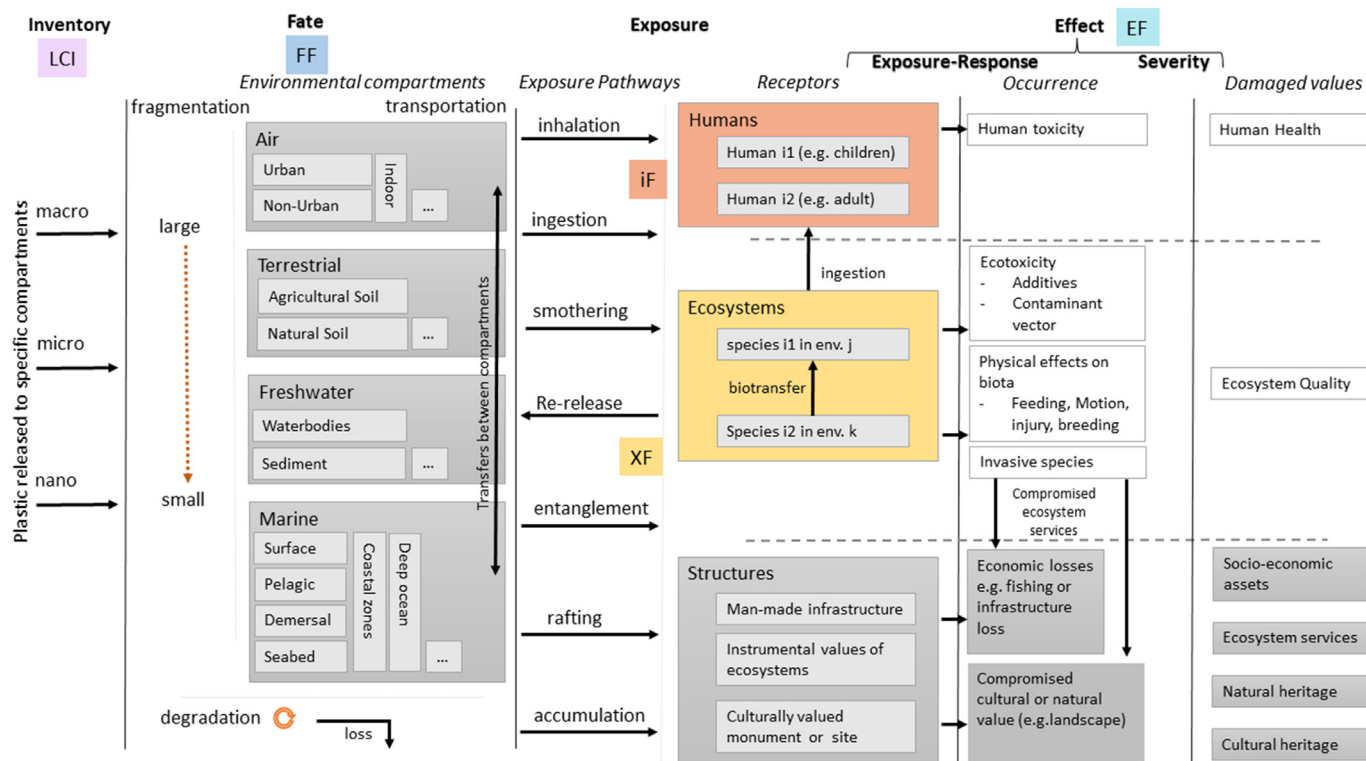 Inventory
LCI
Fate
FF
Exposure
Effect
EF
Exposure-Response
Severity
Environmental compartments
Exposure Pathways
Receptors
Occurrence
Damaged values
fragmentation
transportation
Plastic released to specific compartments
macro
micro
nano
large
small
Air
Urban
Non-Urban
Indoor
...
Terrestrial
Agricultural Soil
Natural Soil
...
Freshwater
Waterbodies
Sediment
...
Marine
Surface
Pelagic
Demersal
Seabed
Coastal zones
Deep ocean
...
Transfers between compartments
degradation
loss
inhalation
iF
ingestion
smothering
Re-release
XF
entanglement
rafting
accumulation
Humans
Human i1 (e.g. children)
Human i2 (e.g. adult)
ingestion
Ecosystems
species i1 in env. j
biotransfer
Species i2 in env. k
Structures
Man-made infrastructure
Instrumental values of
ecosystems
Culturally valued
monument or site
Human toxicity
Ecotoxicity
- Additives
- Contaminant
vector
Physical effects on
biota
- Feeding, Motion,
injury, breeding
Invasive species
Compromised
ecosystem
services
Economic losses
e.g. fishing or
infrastructure
loss
Compromised
cultural or natural
value (e.g.landscape)
Human Health
Ecosystem Quality
Socio-economic
assets
Ecosystem services
Natural heritage
Cultural heritage